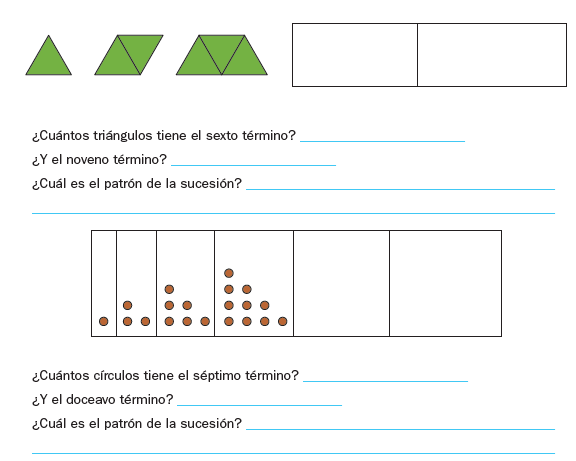 ¿Cuántos triángulos tiene el sexto término?
¿Y el noveno término?
¿Cuál es el patrón de la sucesión?
¿Cuántos círculos tiene el séptimo término?
¿Y el doceavo término?
¿Cuál es el patrón de la sucesión?